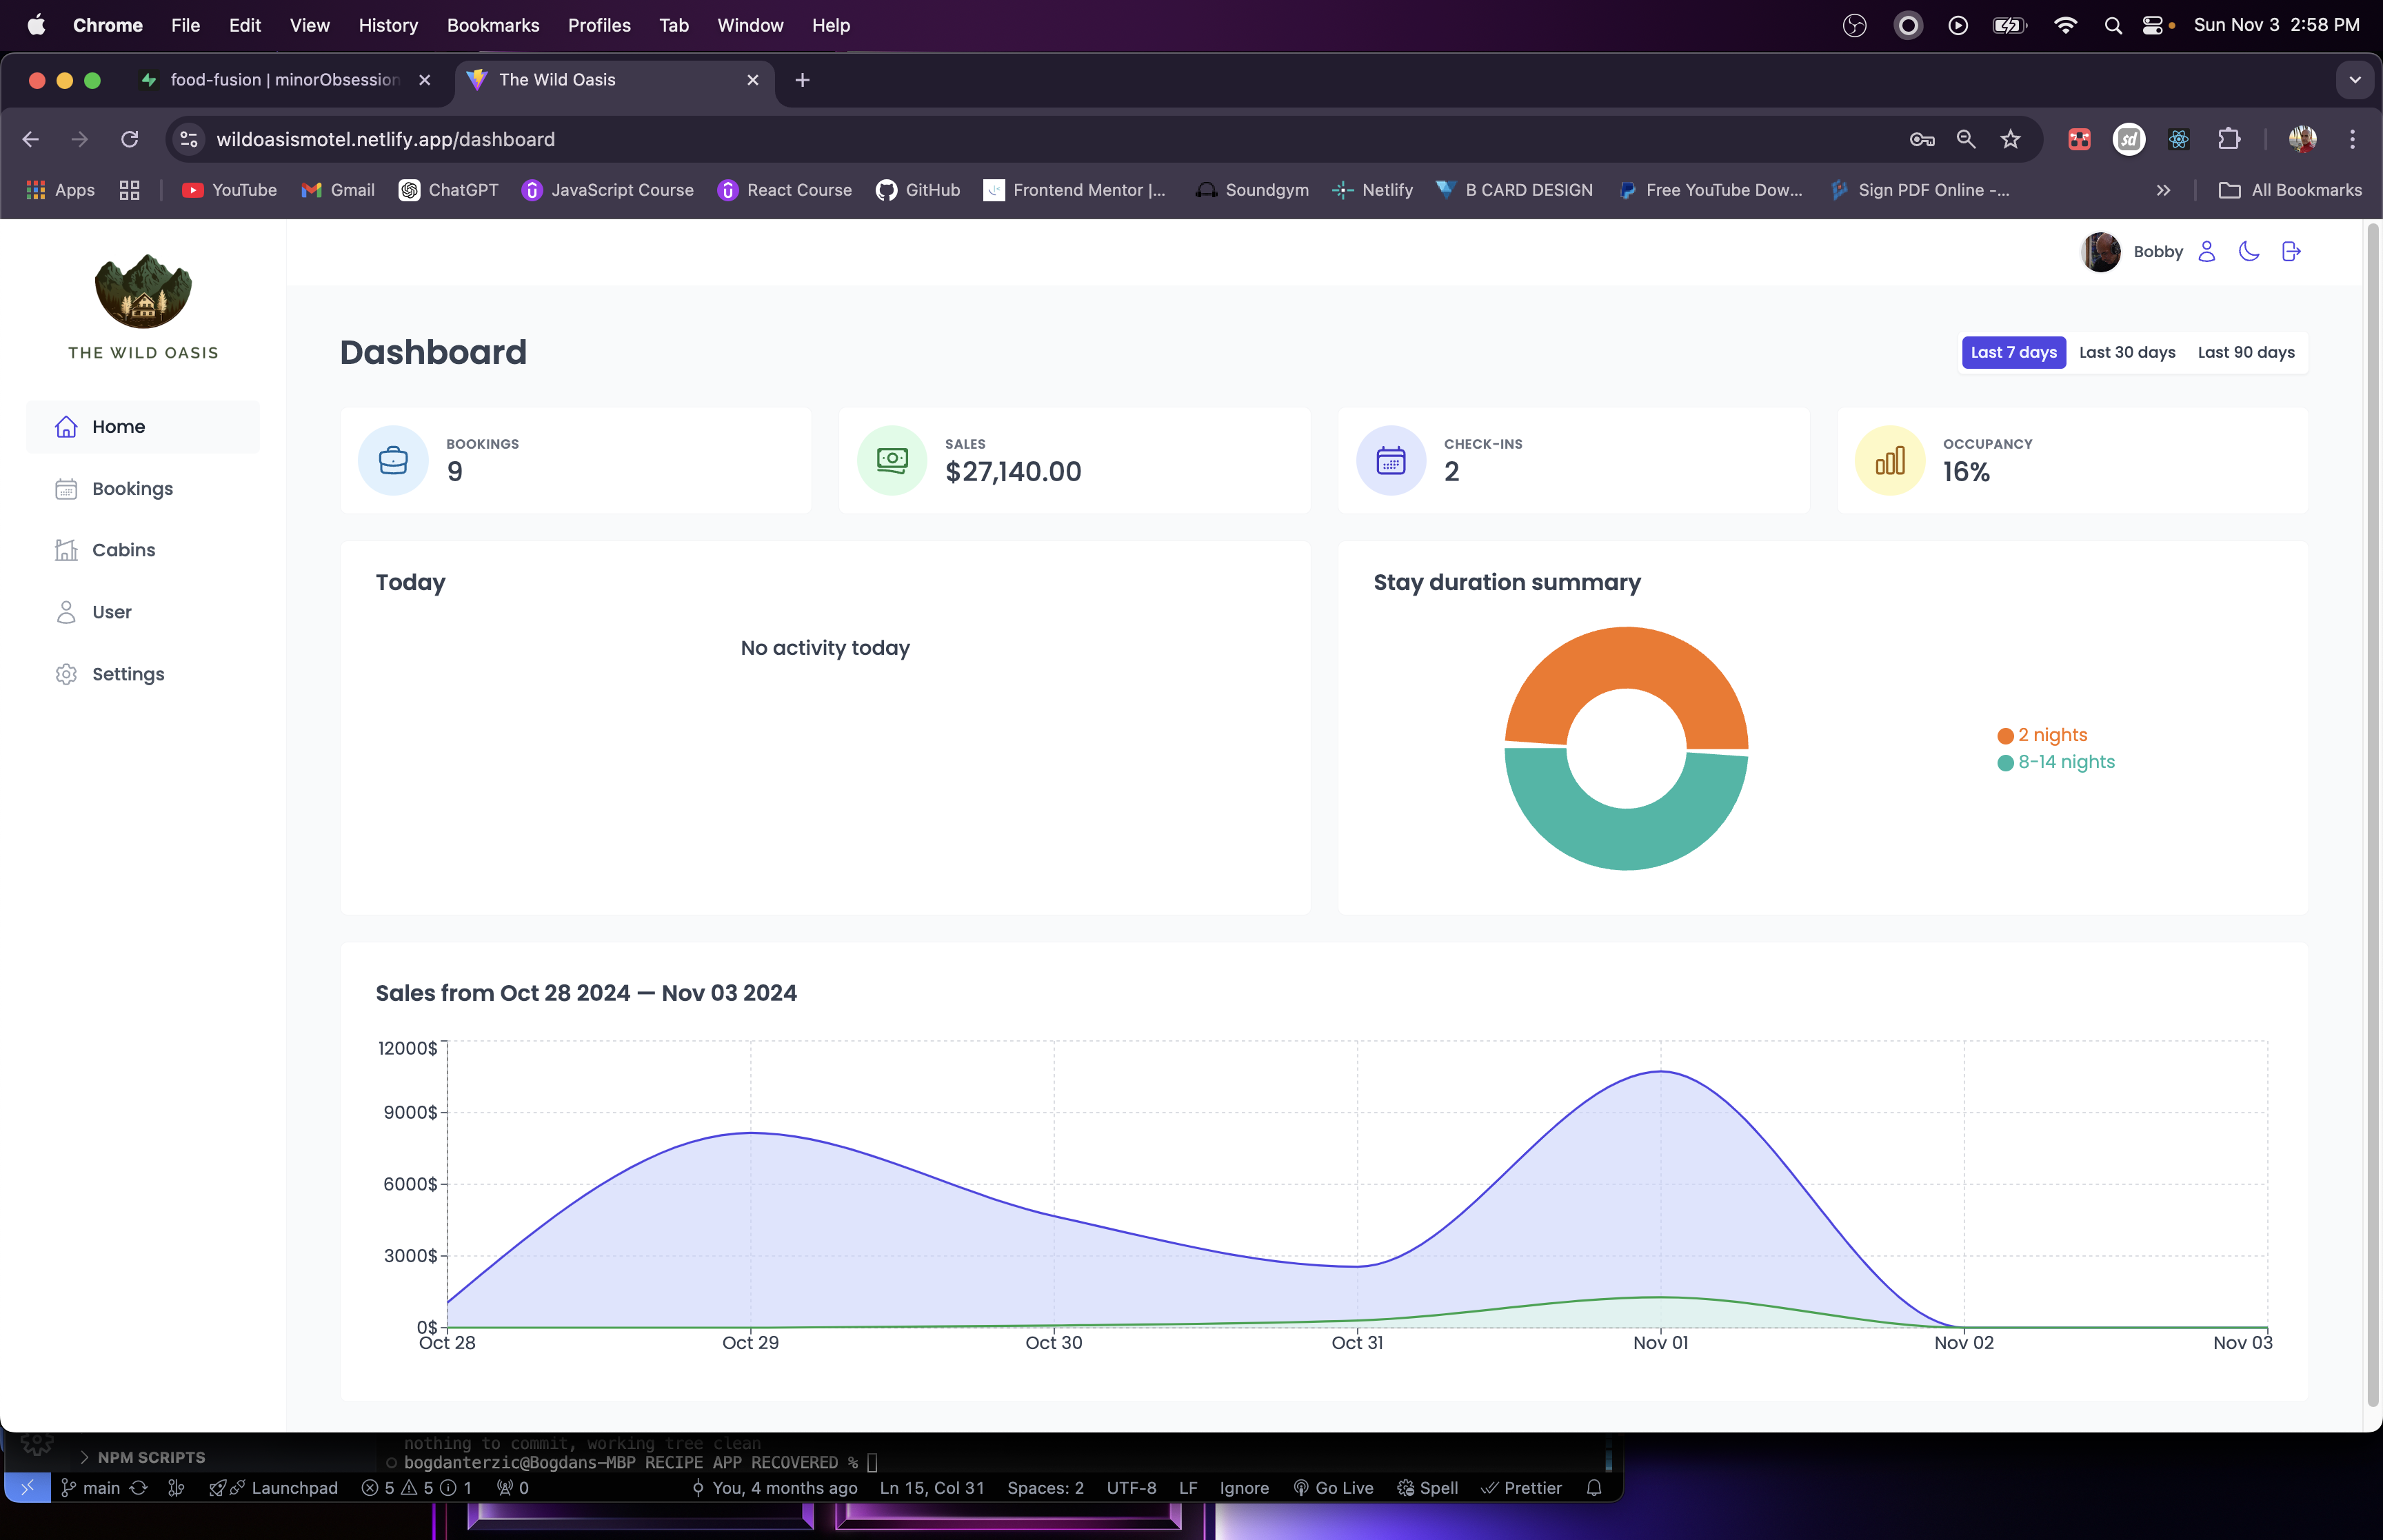 Chrome File Edit View History Bookmarks Profiles Tab Window Help Sun Nov 3 2:58 PM
food-fusion | minorObsession The Wild Oasis
wildoasismotel.netlify.app/dashboard
Apps YouTube Gmail ChatGPT JavaScript Course React Course GitHub Frontend Mentor |... Soundgym Netlify B CARD DESIGN Free YouTube Dow... Sign PDF Online -... All Bookmarks
Bobby
THE WILD OASIS
Home
Bookings
Cabins
User
Settings
Dashboard
Last 7 days Last 30 days Last 90 days
BOOKINGS
9
SALES
$27,140.00
CHECK-INS
2
OCCUPANCY
16%
Today
No activity today
Stay duration summary
2 nights
8-14 nights
Sales from Oct 28 2024 — Nov 03 2024
12000$
9000$
6000$
3000$
0$
Oct 28 Oct 29 Oct 30 Oct 31 Nov 01 Nov 02 Nov 03
nothing to commit, working tree clean
NPM SCRIPTS
bogdanterzic@Bogdans-MBP RECIPE APP RECOVERED %
main Launchpad 5 5 1 0 You, 4 months ago Ln 15, Col 31 Spaces: 2 UTF-8 LF Ignore Go Live Spell Prettier